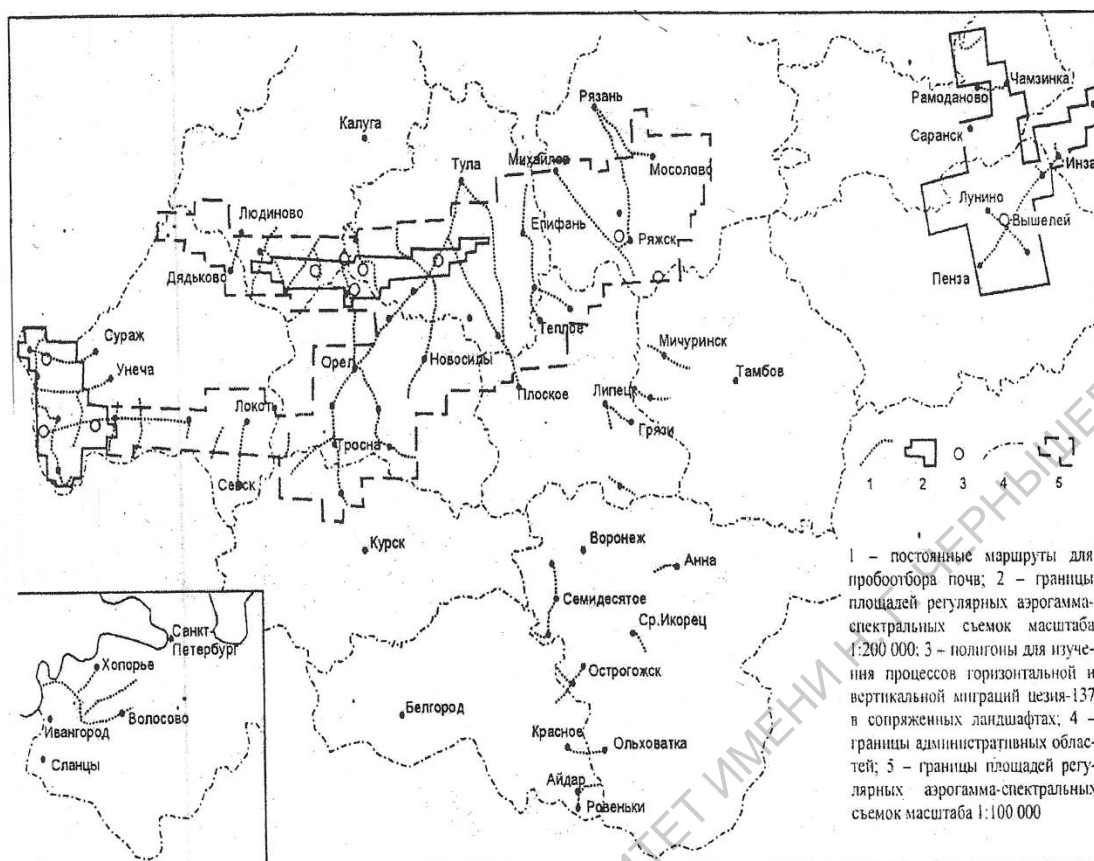 Чамзинка
Рамоданово
Саранск
Рязань
Калуга
Тула
Михайлов
Мосолово
Инза
Лунино
Вышелей
Людиново
Епифань
Ряжск
Пенза
Дядьково
Сураж
Теплое
Мичуринск
Унеча
Орел
Новосиль
Плоское
Тамбов
Липецк
Локоть
Грязи
Тросна
Севск
1 2 3 4 5
Курск
Воронеж
Анна
Семидесятое
Ср.Икорец
Санкт-
Петербург
Хопорье
Острогожск
Белгород
Волосово
Ивангород
Красное
Ольховатка
Сланцы
Айдар
Ровеньки
1 – постоянные маршруты для
пробоотбора почв; 2 – границы
площадей регулярных аэрогамма-
спектральных съемок масштаба
1:200 000; 3 – полигоны для изуче-
ния процессов горизонтальной и
вертикальной миграций цезия-137
в сопряженных ландшафтах; 4 –
границы административных облас-
тей; 5 – границы площадей регу-
лярных аэрогамма-спектральных
съемок масштаба 1:100 000
ТЕТ ИМЕНИ Н. Г. ЧЕРНЫШЕВ